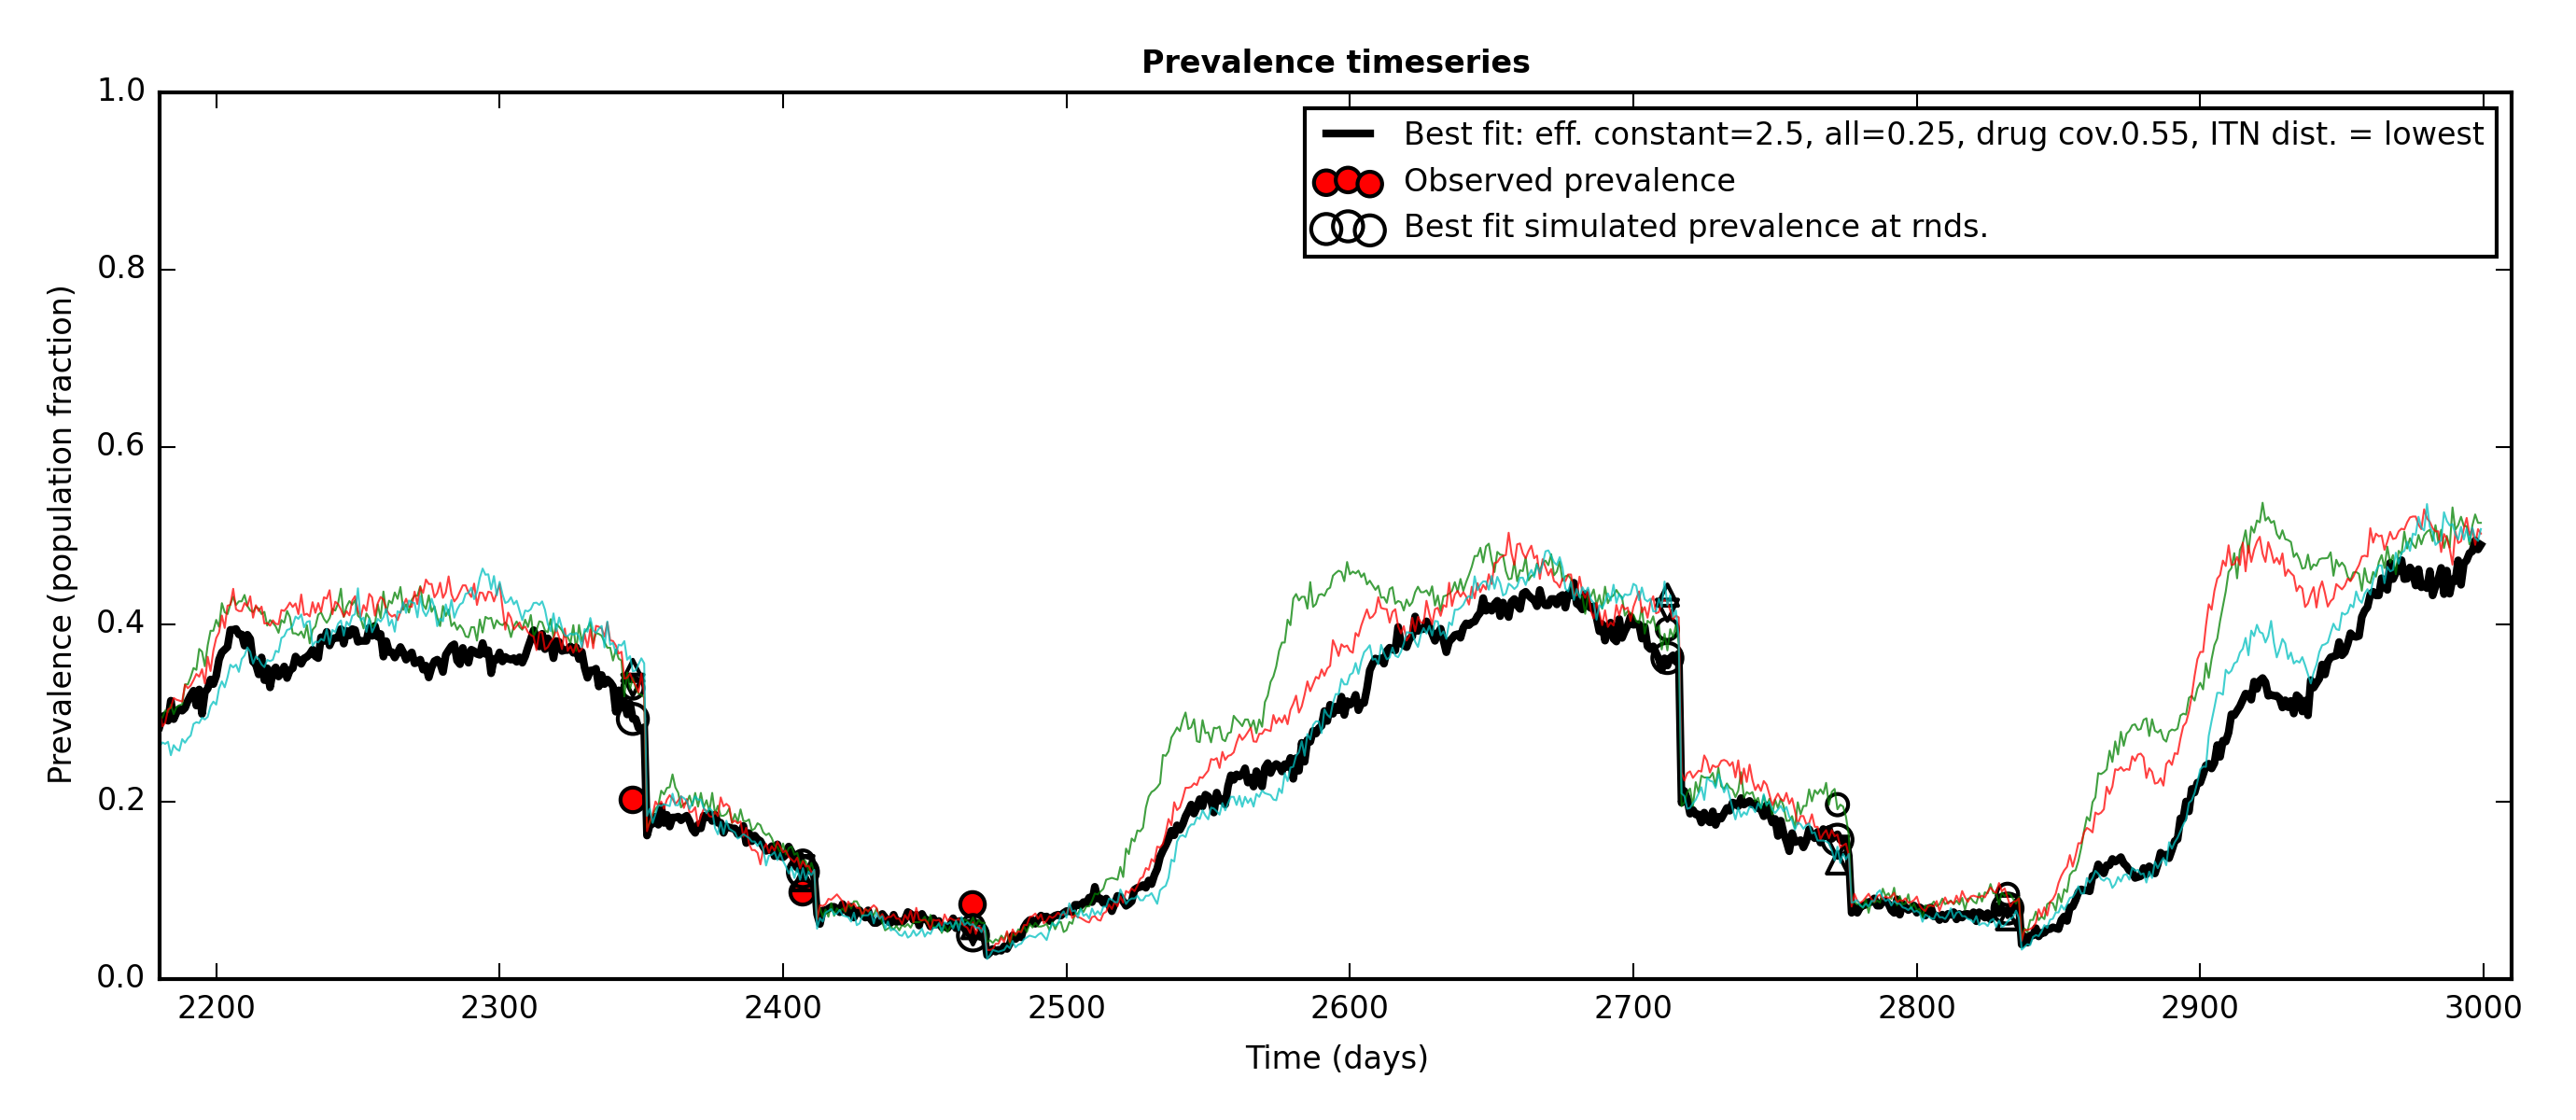 Prevalence timeseries
1.0
0.8
0.6
0.4
0.2
0.0
Prevalence (population fraction)
Best fit: eff. constant=2.5, all=0.25, drug cov.0.55, ITN dist. = lowest
Observed prevalence
Best fit simulated prevalence at rnds.
2200 2300 2400 2500 2600 2700 2800 2900 3000
Time (days)